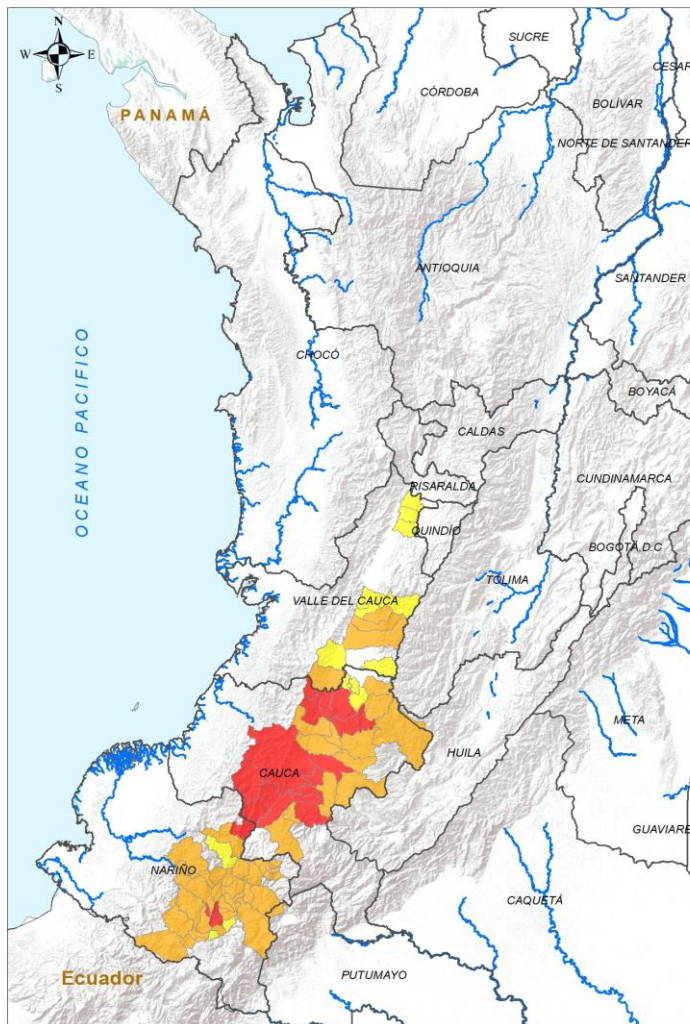 N
W
E
S
SUCRE
CESAR
CÓRDOBA
BOLÍVAR
PANAMÁ
NORTE DE SANTANDER
ANTIOQUIA
SANTANDER
OCEANO PACIFICO
CHOCÓ
BOYACÁ
CALDAS
CUNDINAMARCA
RISARALDA
QUINDÍO
BOGOTÁ,D.C
TOLIMA
VALLE DEL CAUCA
META
HUILA
CAUCA
GUAVIARE
NARIÑO
CAQUETÁ
Ecuador
PUTUMAYO